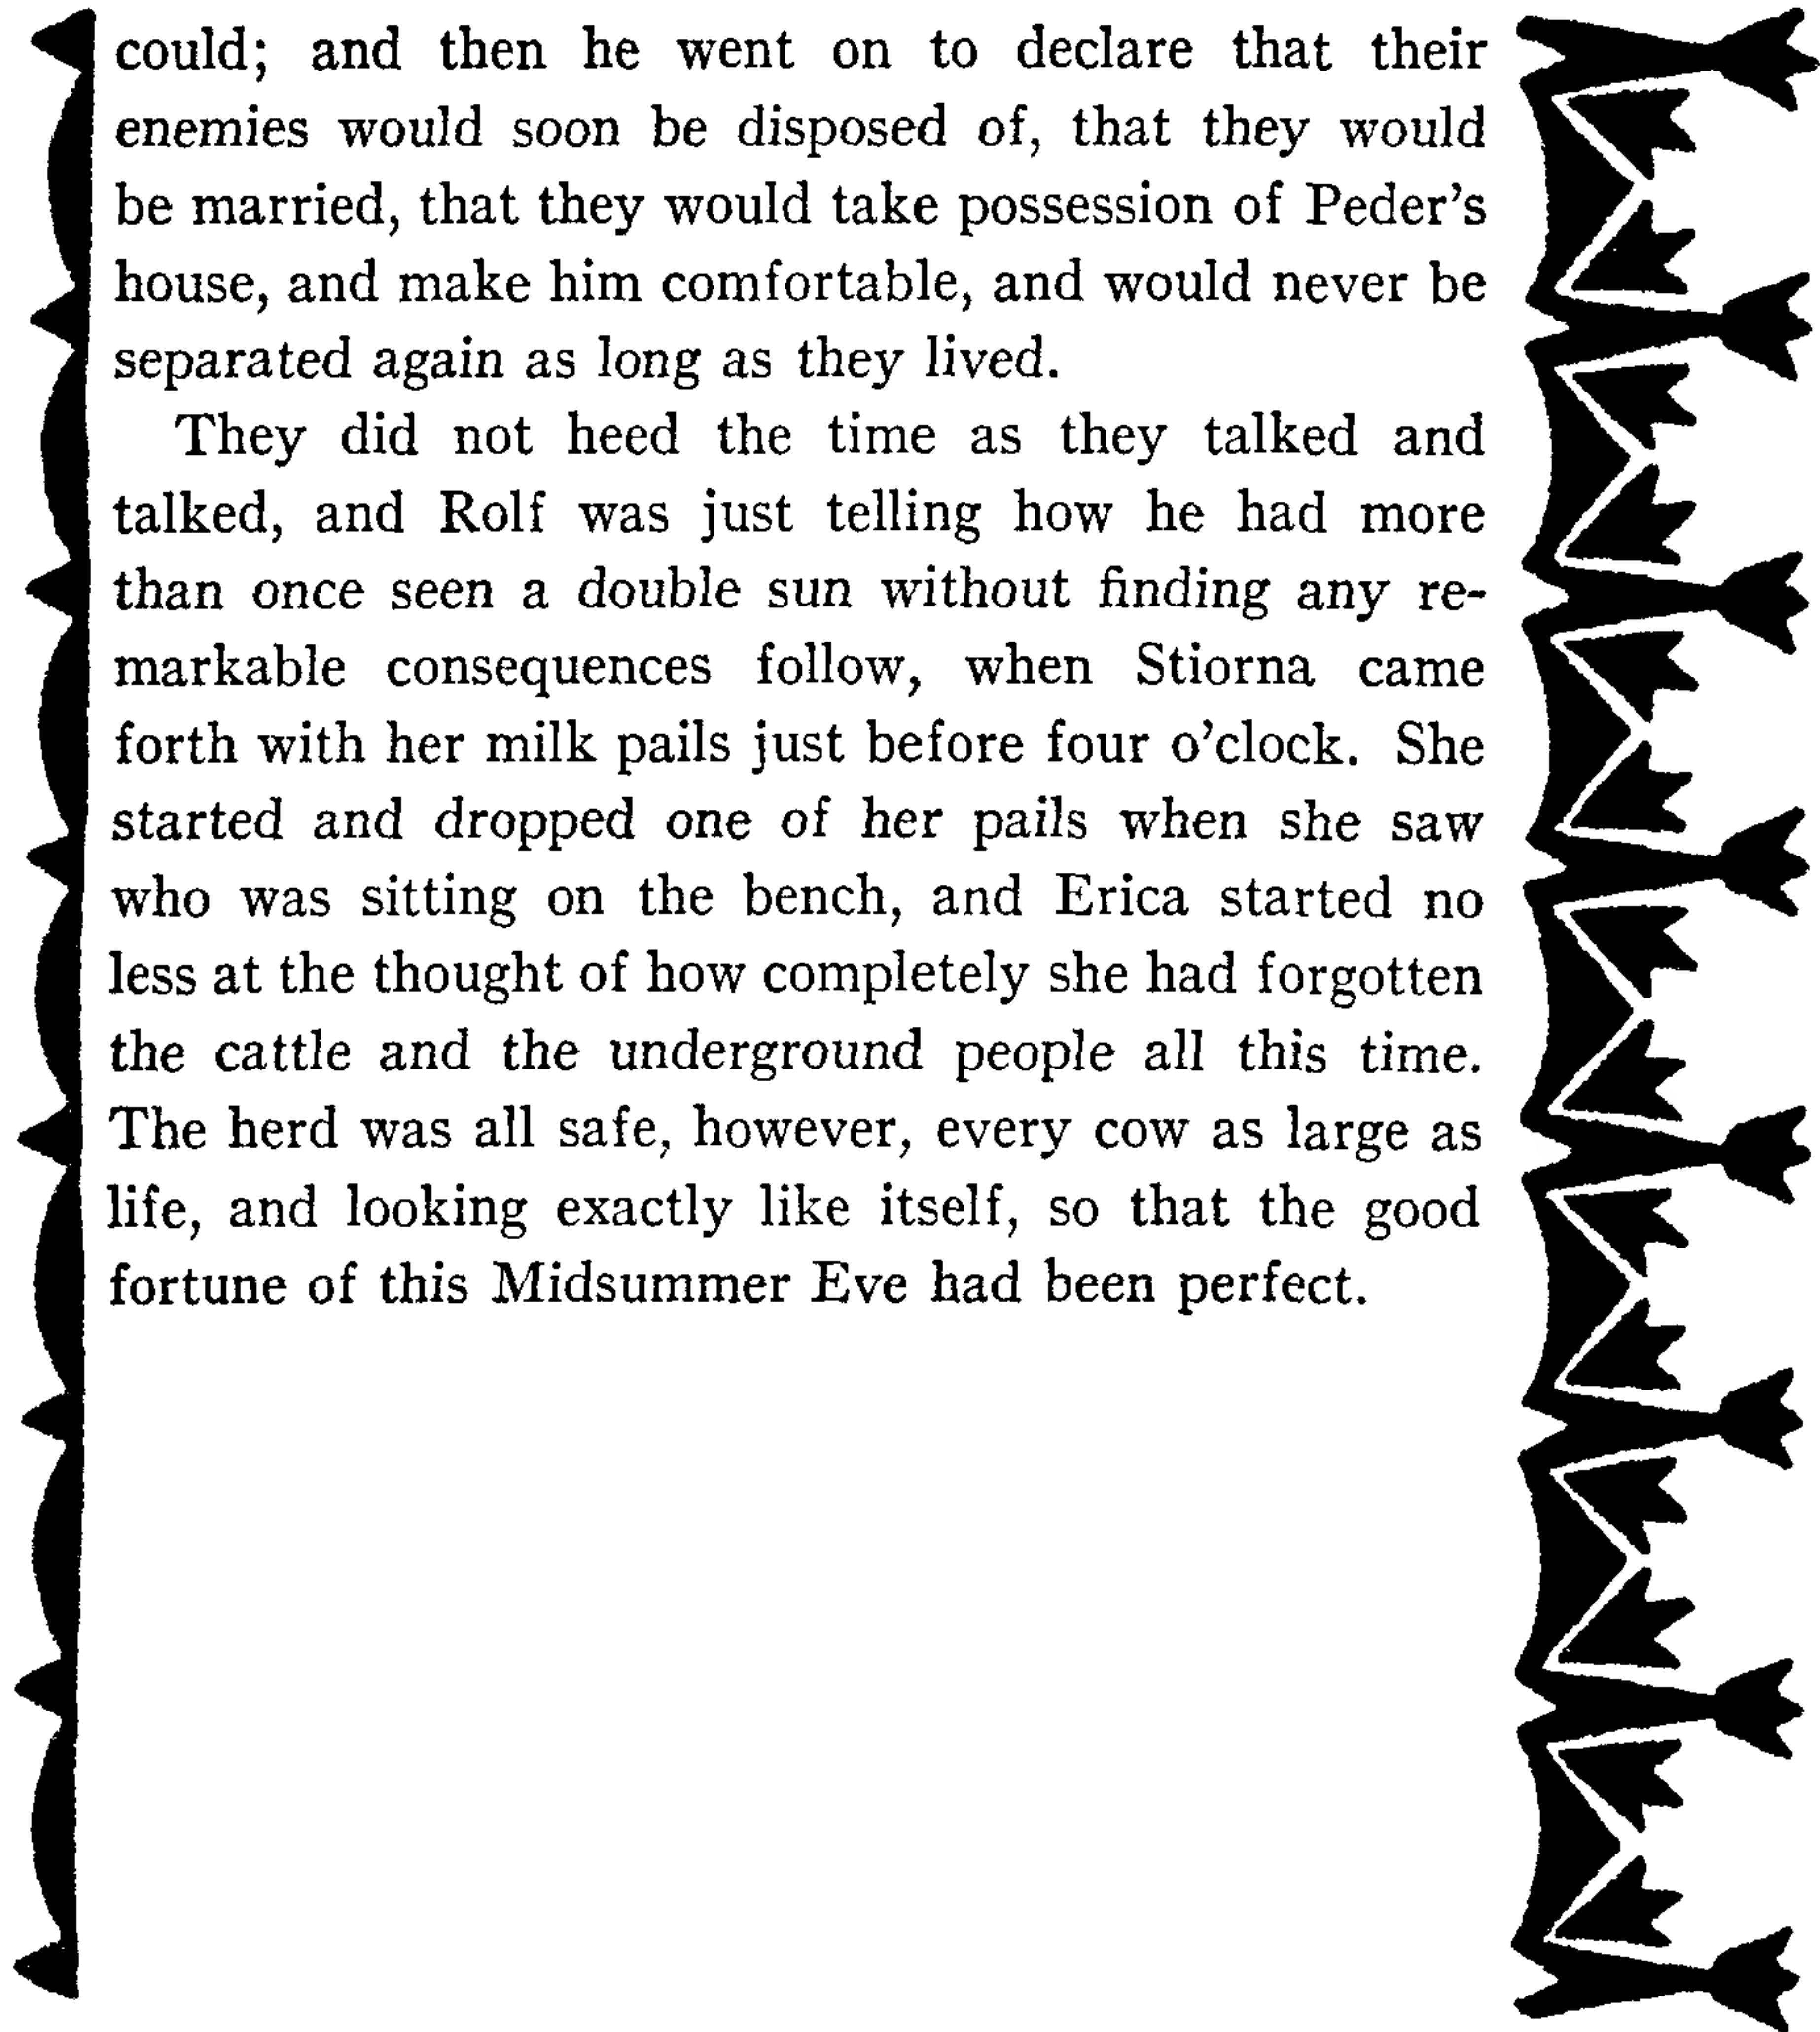 could; and then he went on to declare that their
enemies would soon be disposed of, that they would
be married, that they would take possession of Peder's
house, and make him comfortable, and would never be
separated again as long as they lived.
They did not heed the time as they talked and
talked, and Rolf was just telling how he had more
than once seen a double sun without finding any re-
markable consequences follow, when Stiorna came
forth with her milk pails just before four o'clock. She
started and dropped one of her pails when she saw
who was sitting on the bench, and Erica started no
less at the thought of how completely she had forgotten
the cattle and the underground people all this time.
The herd was all safe, however, every cow as large as
life, and looking exactly like itself, so that the good
fortune of this Midsummer Eve had been perfect.